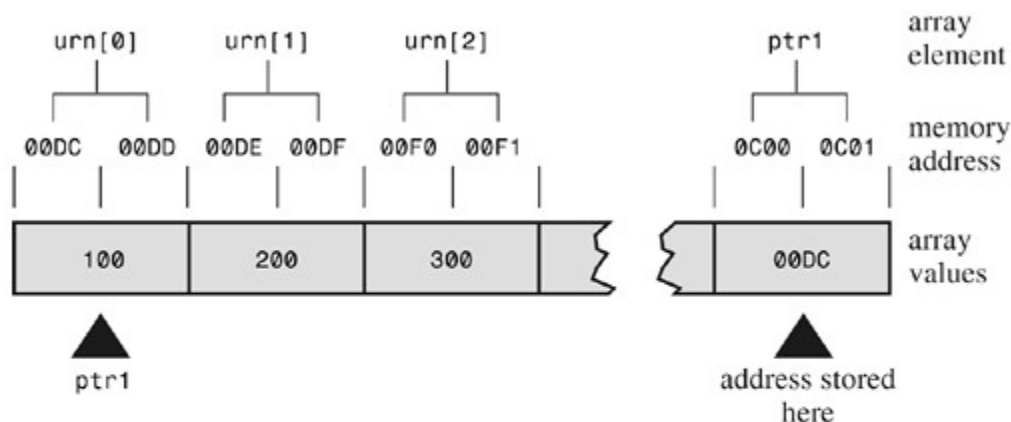 urn[0] urn[1] urn[2] ptr1 array
element
00DC 00DD 00DE 00DF 00F0 00F1 0C00 0C01 memory
address
100 200 300 00DC array
values
ptr1 address stored
here